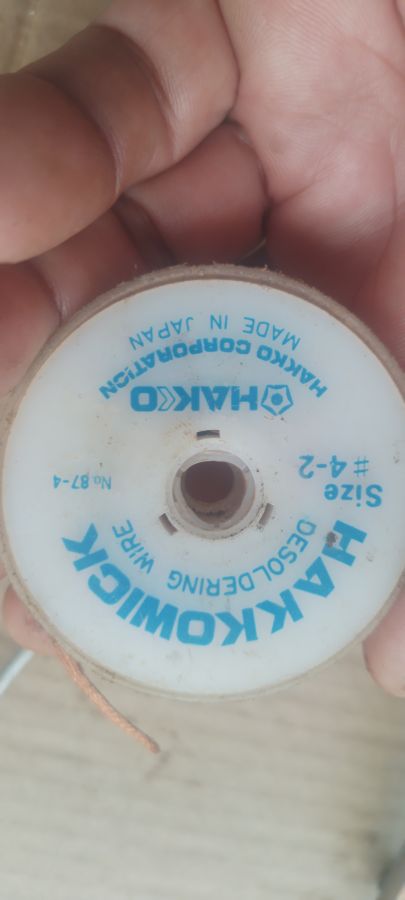 HAKKOWICK
DESOLDERING WIRE
Size
#4-2
No.87-4
HAKKO
HAKKO CORPORATION
MADE IN JAPAN